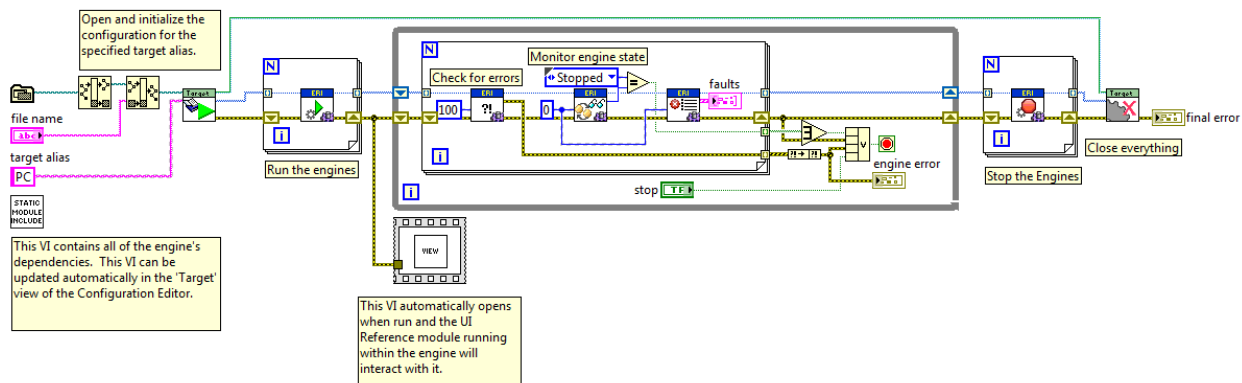 Open and initialize the
configuration for the
specified target alias.
file name
abc
target alias
PC
STATIC
MODULE
INCLUDE
This VI contains all of the engine's
dependencies.  This VI can be
updated automatically in the 'Target'
view of the Configuration Editor.
Target
N
ERI
i
Run the engines
N
Check for errors
100
ERI
?!
Monitor engine state
Stopped
0
ERI
=
ERI
faults
i
i
stop
TF
?! ?!
V
engine error
VIEW
This VI automatically opens
when run and the UI
Reference module running
within the engine will
interact with it.
N
ERI
i
Stop the Engines
Target
Close everything
final error